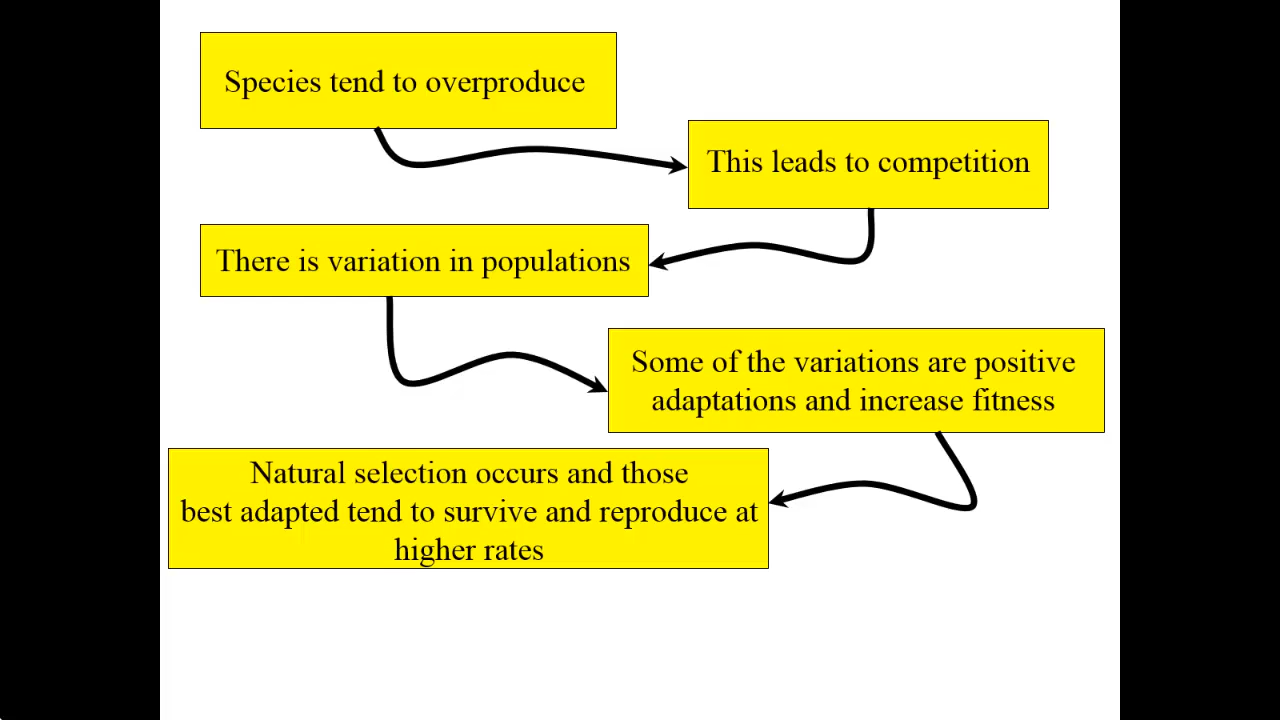 Species tend to overproduce
This leads to competition
There is variation in populations
Some of the variations are positive
adaptations and increase fitness
Natural selection occurs and those
best adapted tend to survive and reproduce at
higher rates